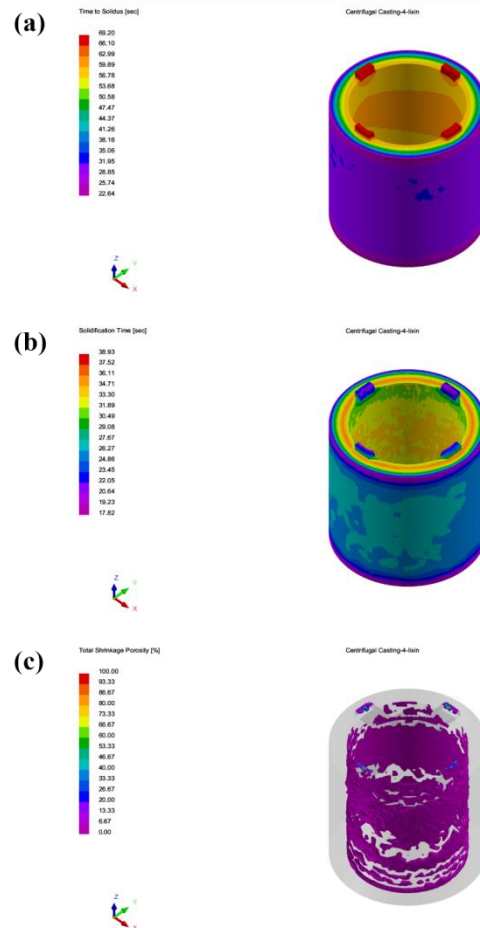 (a)
Time to Solidus [sec]
Centrifugal Casting-4-lixin
69.20
66.10
62.99
59.89
56.78
53.68
50.58
47.47
44.37
41.26
38.16
35.06
31.95
28.85
25.74
22.64
Z
Y
X
(b)
Solidification Time [sec]
Centrifugal Casting-4-lixin
38.93
37.52
36.11
34.71
33.30
31.89
30.49
29.08
27.67
26.27
24.86
23.45
22.05
20.64
19.23
17.82
Z
Y
X
(c)
Total Shrinkage Porosity [%]
Centrifugal Casting-4-lixin
100.00
93.33
86.67
80.00
73.33
66.67
60.00
53.33
46.67
40.00
33.33
26.67
20.00
13.33
6.67
0.00
Z
Y
X